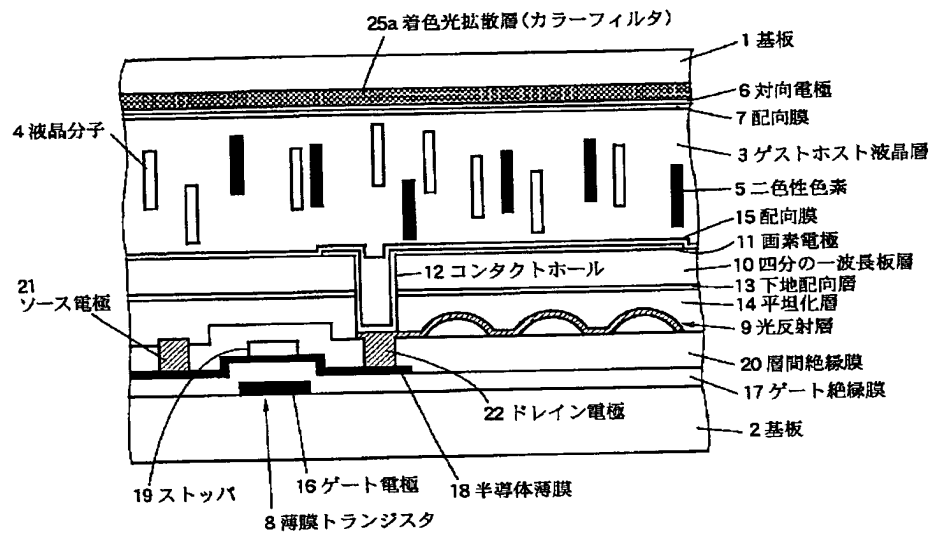 25a 着色光拡散層(カラーフィルタ)
1 基板
6 対向電極
7 配向膜
4 液晶分子
3 ゲストホスト液晶層
5 二色性色素
15 配向膜
11 画素電極
12 コンタクトホール
10 四分の一波長板層
13 下地配向層
14 平坦化層
9 光反射層
21
ソース電極
20 層間絶縁膜
17 ゲート絶縁膜
22 ドレイン電極
2 基板
19 ストッパ
16 ゲート電極
18 半導体薄膜
8 薄膜トランジスタ